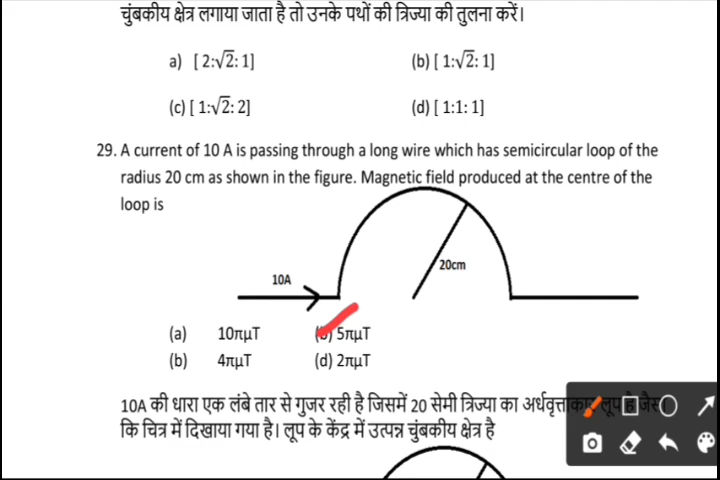 चुंबकीय क्षेत्र लगाया जाता है तो उनके पथों की त्रिज्या की तुलना करें।
a) [ 2:√2: 1] (b) [ 1:√2: 1]
(c) [ 1:√2: 2] (d) [ 1:1: 1]
29. A current of 10 A is passing through a long wire which has semicircular loop of the
radius 20 cm as shown in the figure. Magnetic field produced at the centre of the
loop is
20cm
10A
(a) 10πμT (b) 5πμT
(b) 4πμT (d) 2πμT
10A की धारा एक लंबे तार से गुजर रही है जिसमें 20 सेमी त्रिज्या का अर्धवृत्ताकार लूप है जैसा
कि चित्र में दिखाया गया है। लूप के केंद्र में उत्पन्न चुंबकीय क्षेत्र है